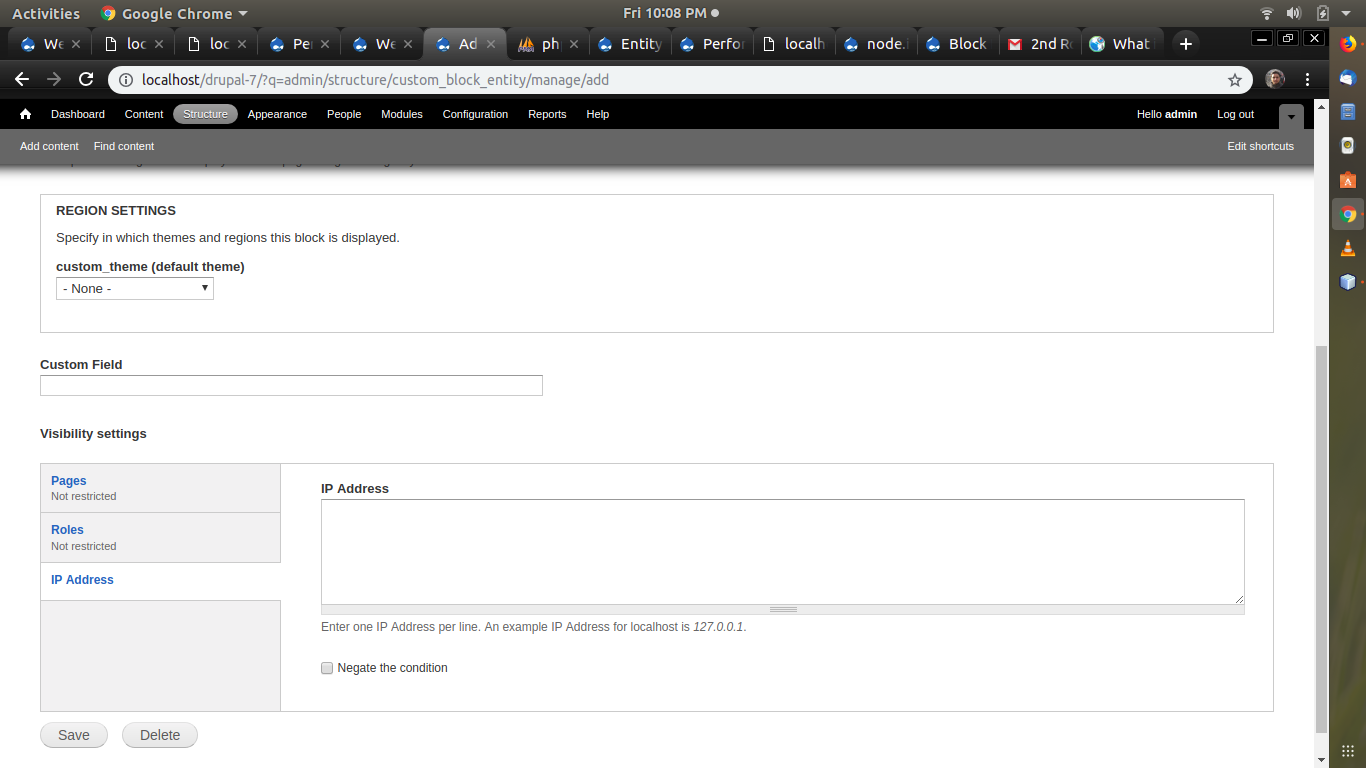 Activities Google Chrome Fri 10:08 PM
We loc loc Pe We Ad ph Entity Perfor localh node.i Block 2nd Ro What
localhost/drupal-7/?q=admin/structure/custom_block_entity/manage/add
Dashboard Content Structure Appearance People Modules Configuration Reports Help Hello admin Log out
Add content Find content Edit shortcuts
REGION SETTINGS
Specify in which themes and regions this block is displayed.
custom_theme (default theme)
- None -
Custom Field
Visibility settings
Pages
Not restricted
Roles
Not restricted
IP Address
IP Address
Enter one IP Address per line. An example IP Address for localhost is 127.0.0.1.
Negate the condition
Save Delete